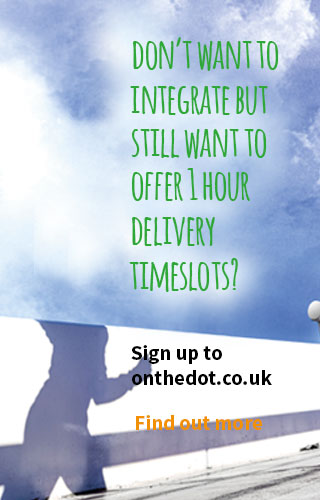 DON'T WANT TO
INTEGRATE BUT
STILL WANT TO
OFFER 1 HOUR
DELIVERY
TIMESLOTS?
Sign up to
onthedot.co.uk
Find out more